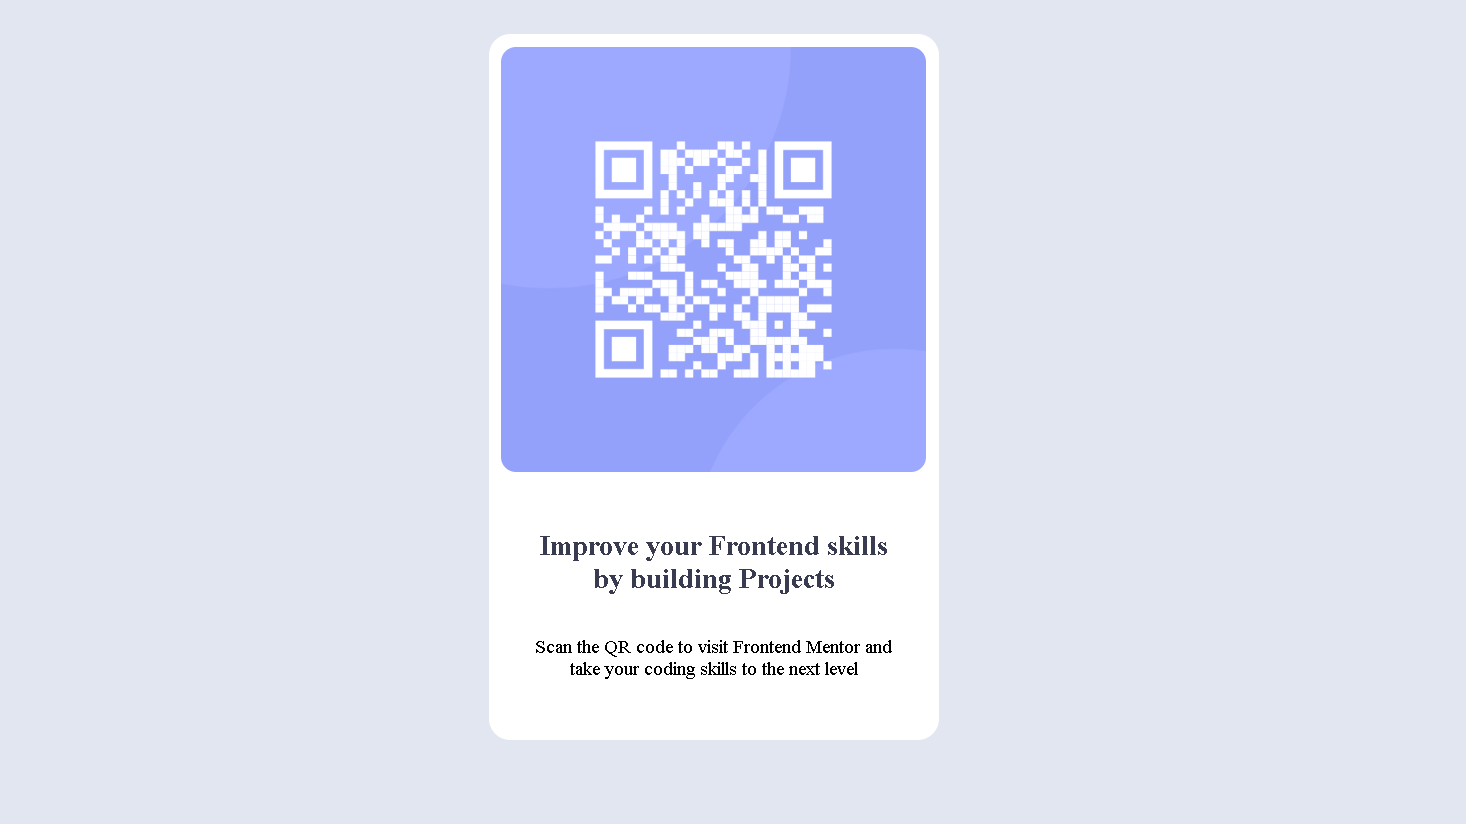 Improve your Frontend skills
by building Projects
Scan the QR code to visit Frontend Mentor and
take your coding skills to the next level